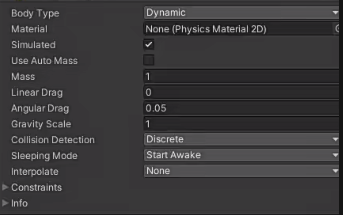 Body Type Dynamic
Material None (Physics Material 2D)
Simulated
Use Auto Mass
Mass 1
Linear Drag 0
Angular Drag 0.05
Gravity Scale 1
Collision Detection Discrete
Sleeping Mode Start Awake
Interpolate None
Constraints
Info